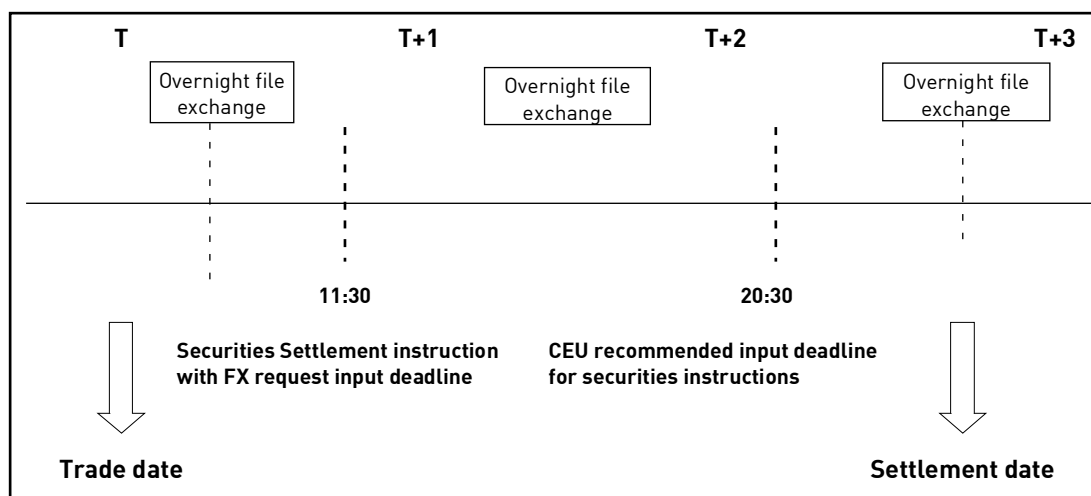 T
T+1
T+2
T+3
Overnight file
exchange
Overnight file
exchange
Overnight file
exchange
11:30
20:30
Securities Settlement instruction
with FX request input deadline
CEU recommended input deadline
for securities instructions
Trade date
Settlement date